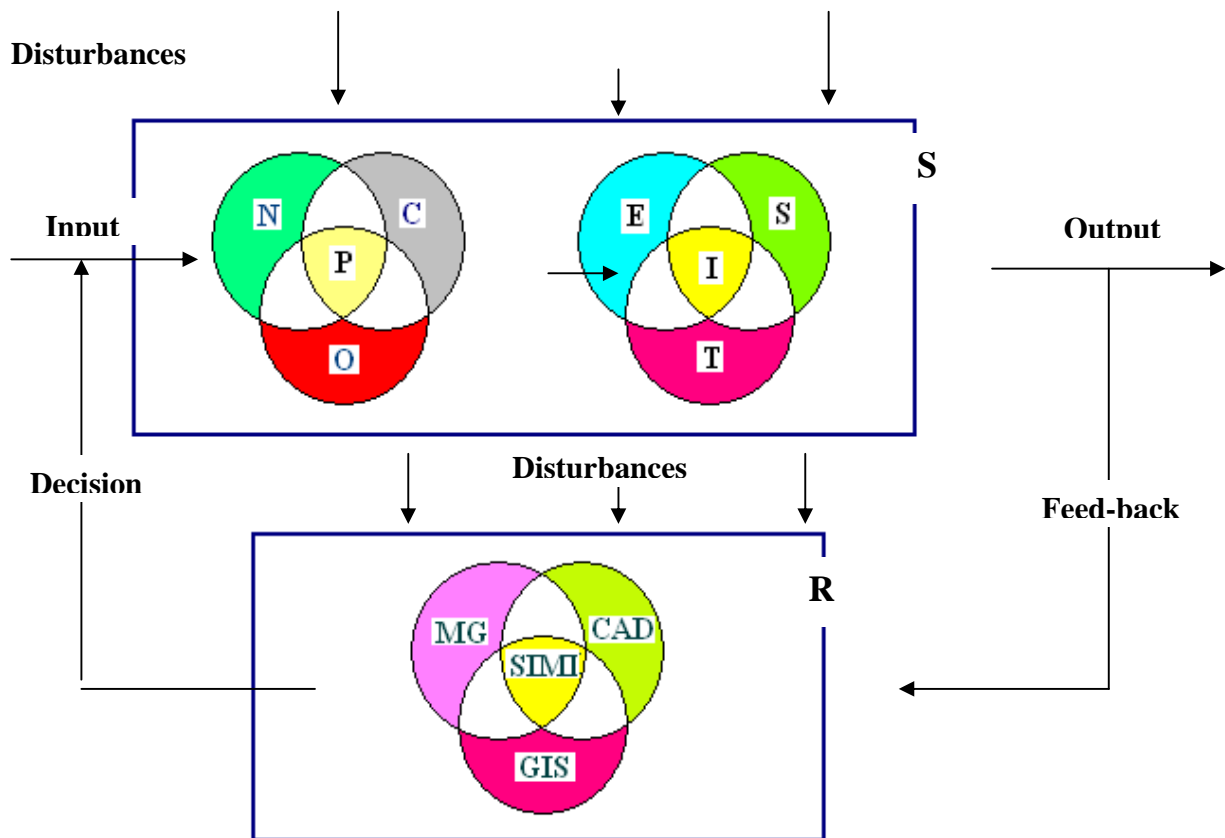 Disturbances
S
N C
E S
Input
P
I
Output
O
T
Decision
Disturbances
Feed-back
R
MG CAD
SIMI
GIS